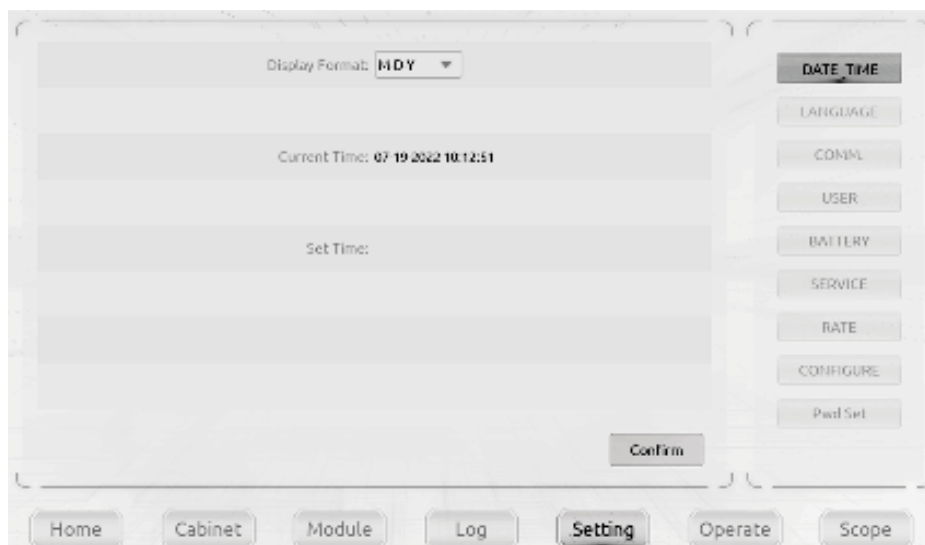 Display Format: MDY
Current Time: 07 19 2022 10:12:51
Set Time:
Confirm
DATE_TIME
LANGUAGE
COMM.
USER
BATTERY
SERVICE
RATE
CONFIGURE
Pwd Set
Home Cabinet Module Log Setting Operate Scope